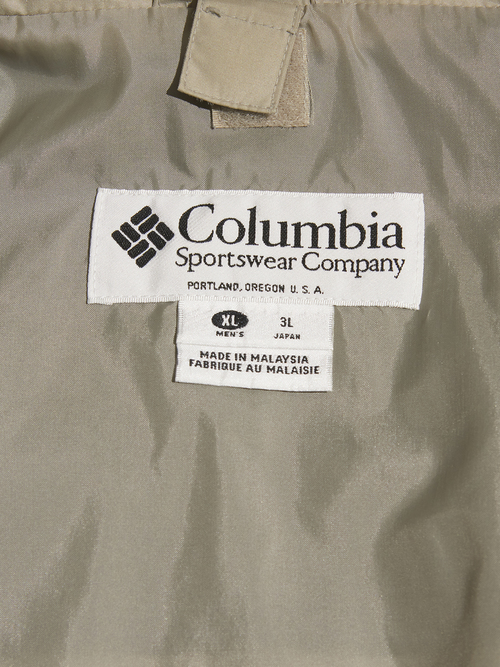 Columbia
Sportswear Company
PORTLAND, OREGON U. S. A.
XL 3L
MEN'S JAPAN
MADE IN MALAYSIA
FABRIQUE AU MALAISIE